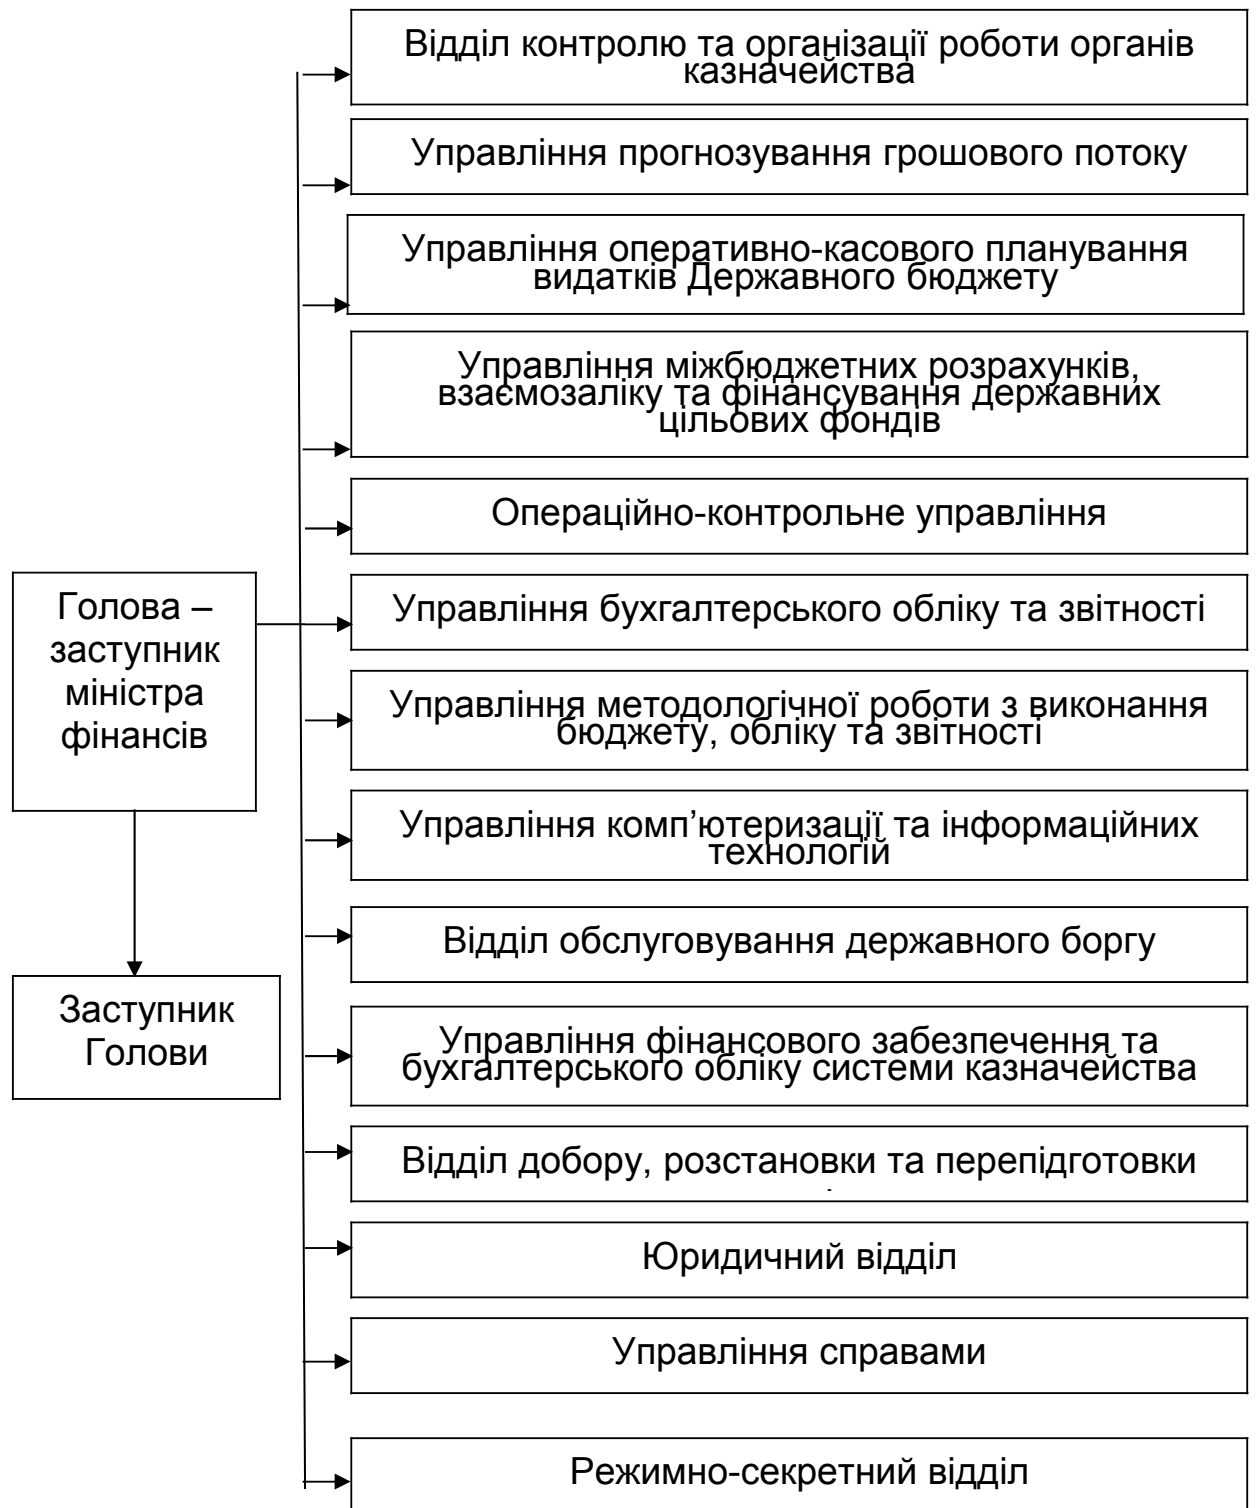 Відділ контролю та організації роботи органів
казначейства
Управління прогнозування грошового потоку
Управління оперативно-касового планування
видатків Державного бюджету
Управління міжбюджетних розрахунків,
взаємозаліку та фінансування державних
цільових фондів
Операційно-контрольне управління
Голова –
заступник
міністра
фінансів
Управління бухгалтерського обліку та звітності
Управління методологічної роботи з виконання
бюджету, обліку та звітності
Управління комп’ютеризації та інформаційних
технологій
Відділ обслуговування державного боргу
Заступник
Голови
Управління фінансового забезпечення та
бухгалтерського обліку системи казначейства
Відділ добору, розстановки та перепідготовки
Юридичний відділ
Управління справами
Режимно-секретний відділ